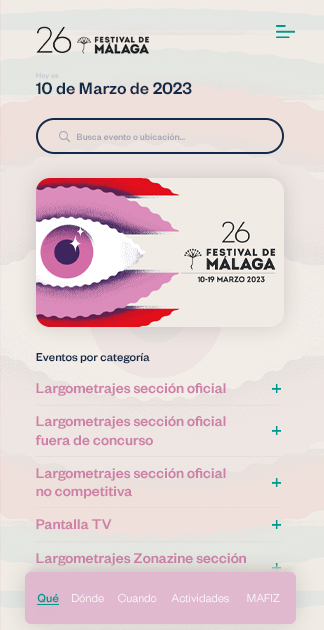 26 FESTIVAL DE
MÁLAGA
Hoy es
10 de Marzo de 2023
Busca evento o ubicación...
26
FESTIVAL DE
MÁLAGA
10-19 MARZO 2023
Eventos por categoría
Largometrajes sección oficial
Largometrajes sección oficial
fuera de concurso
Largometrajes sección oficial
no competitiva
Pantalla TV
Largometrajes Zonazine sección
Qué Dónde Cuando Actividades MAFIZ